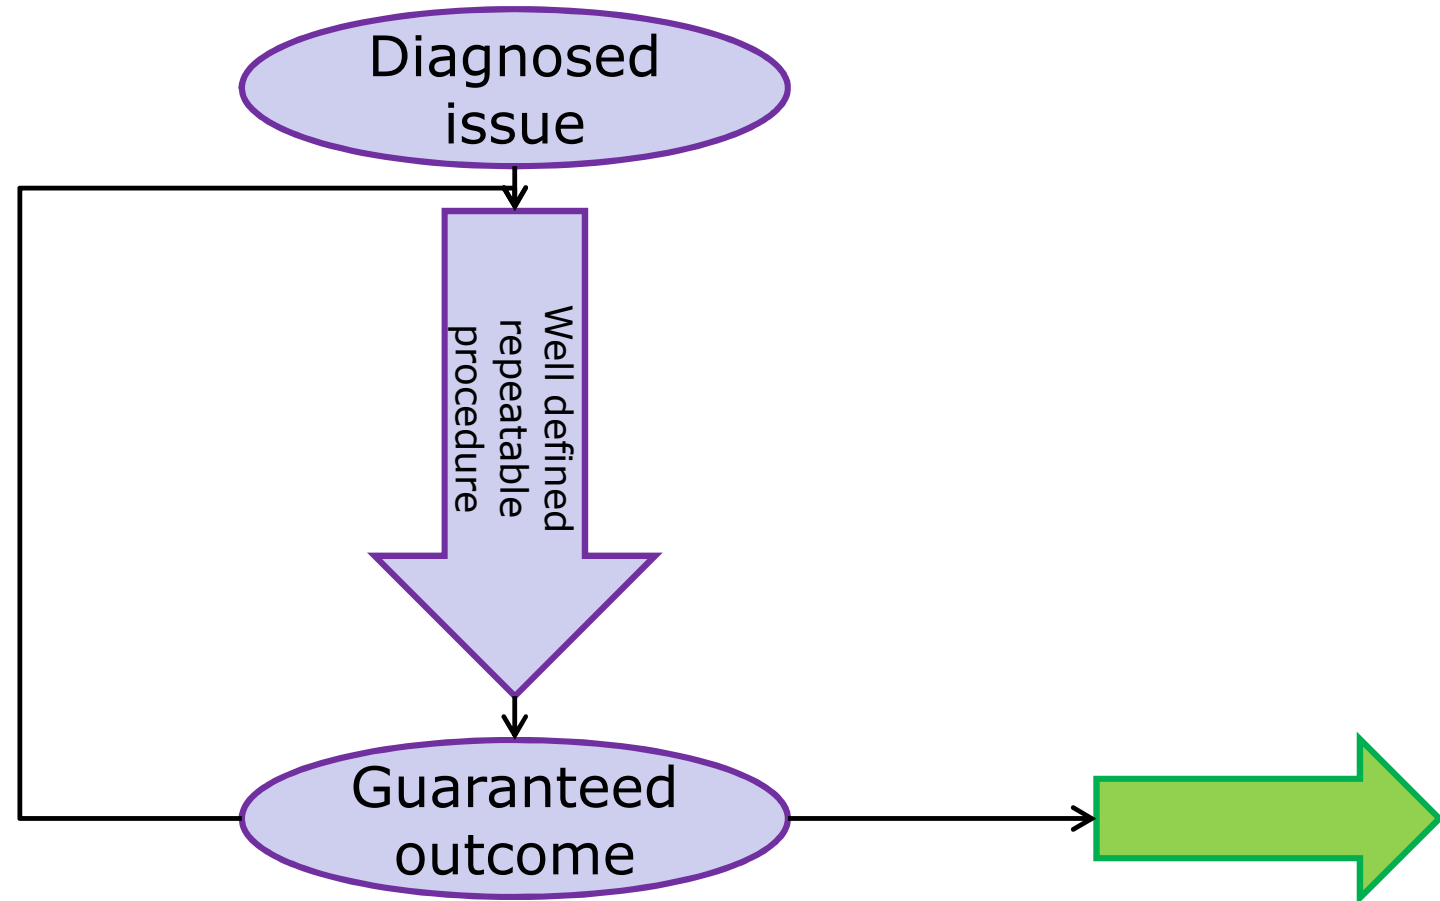 Diagnosed
issue
Well defined
repeatable
procedure
Guaranteed
outcome